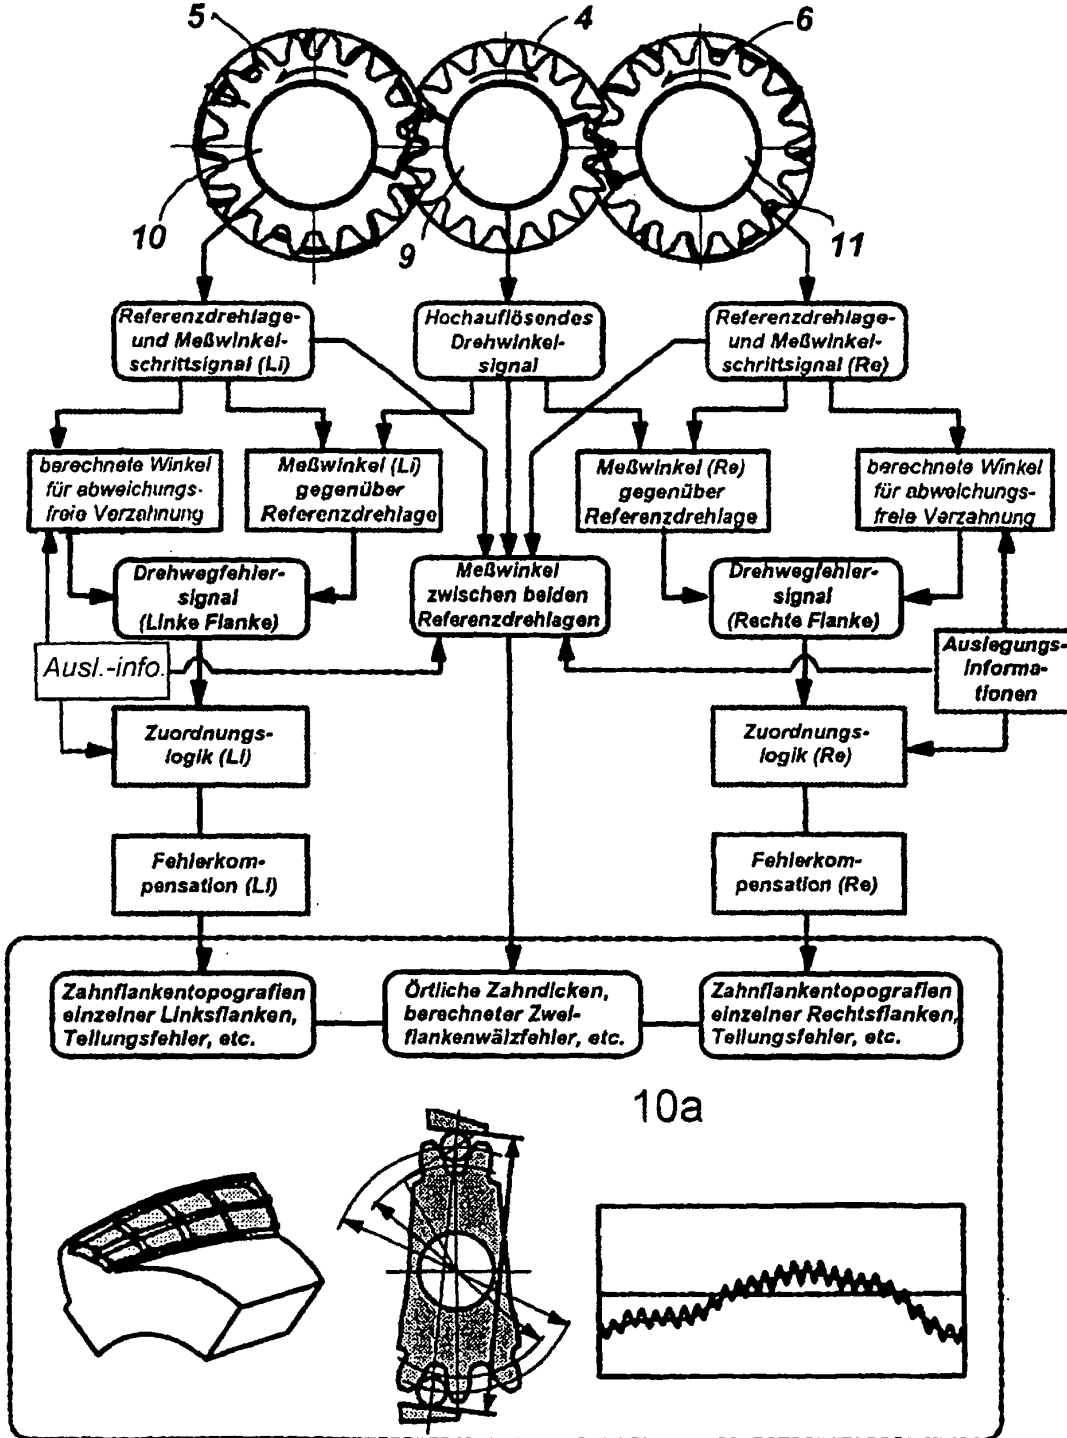 5
4
6
10
9
11
Referenzdrehlage-
und Meßwinkel-
schrittsignal (Li)
Hochauflösendes
Drehwinkel-
signal
Referenzdrehlage-
und Meßwinkel-
schrittsignal (Re)
berechnete Winkel
für abweichungs-
freie Verzahnung
Meßwinkel (Li)
gegenüber
Referenzdrehlage
Meßwinkel (Re)
gegenüber
Referenzdrehlage
berechnete Winkel
für abweichungs-
freie Verzahnung
Drehwegfehler-
signal
(Linke Flanke)
Meßwinkel
zwischen beiden
Referenzdrehlagen
Drehwegfehler-
signal
(Rechte Flanke)
Ausl.-info.
Auslegungs-
informa-
tionen
Zuordnungs-
logik (Li)
Zuordnungs-
logik (Re)
Fehlerkom-
pensation (Li)
Fehlerkom-
pensation (Re)
Zahnflankentopografien
einzelner Linksflanken,
Teilungsfehler, etc.
Örtliche Zahndicken,
berechneter Zwei-
flankenwälzfehler, etc.
Zahnflankentopografien
einzelner Rechtsflanken,
Teilungsfehler, etc.
10a